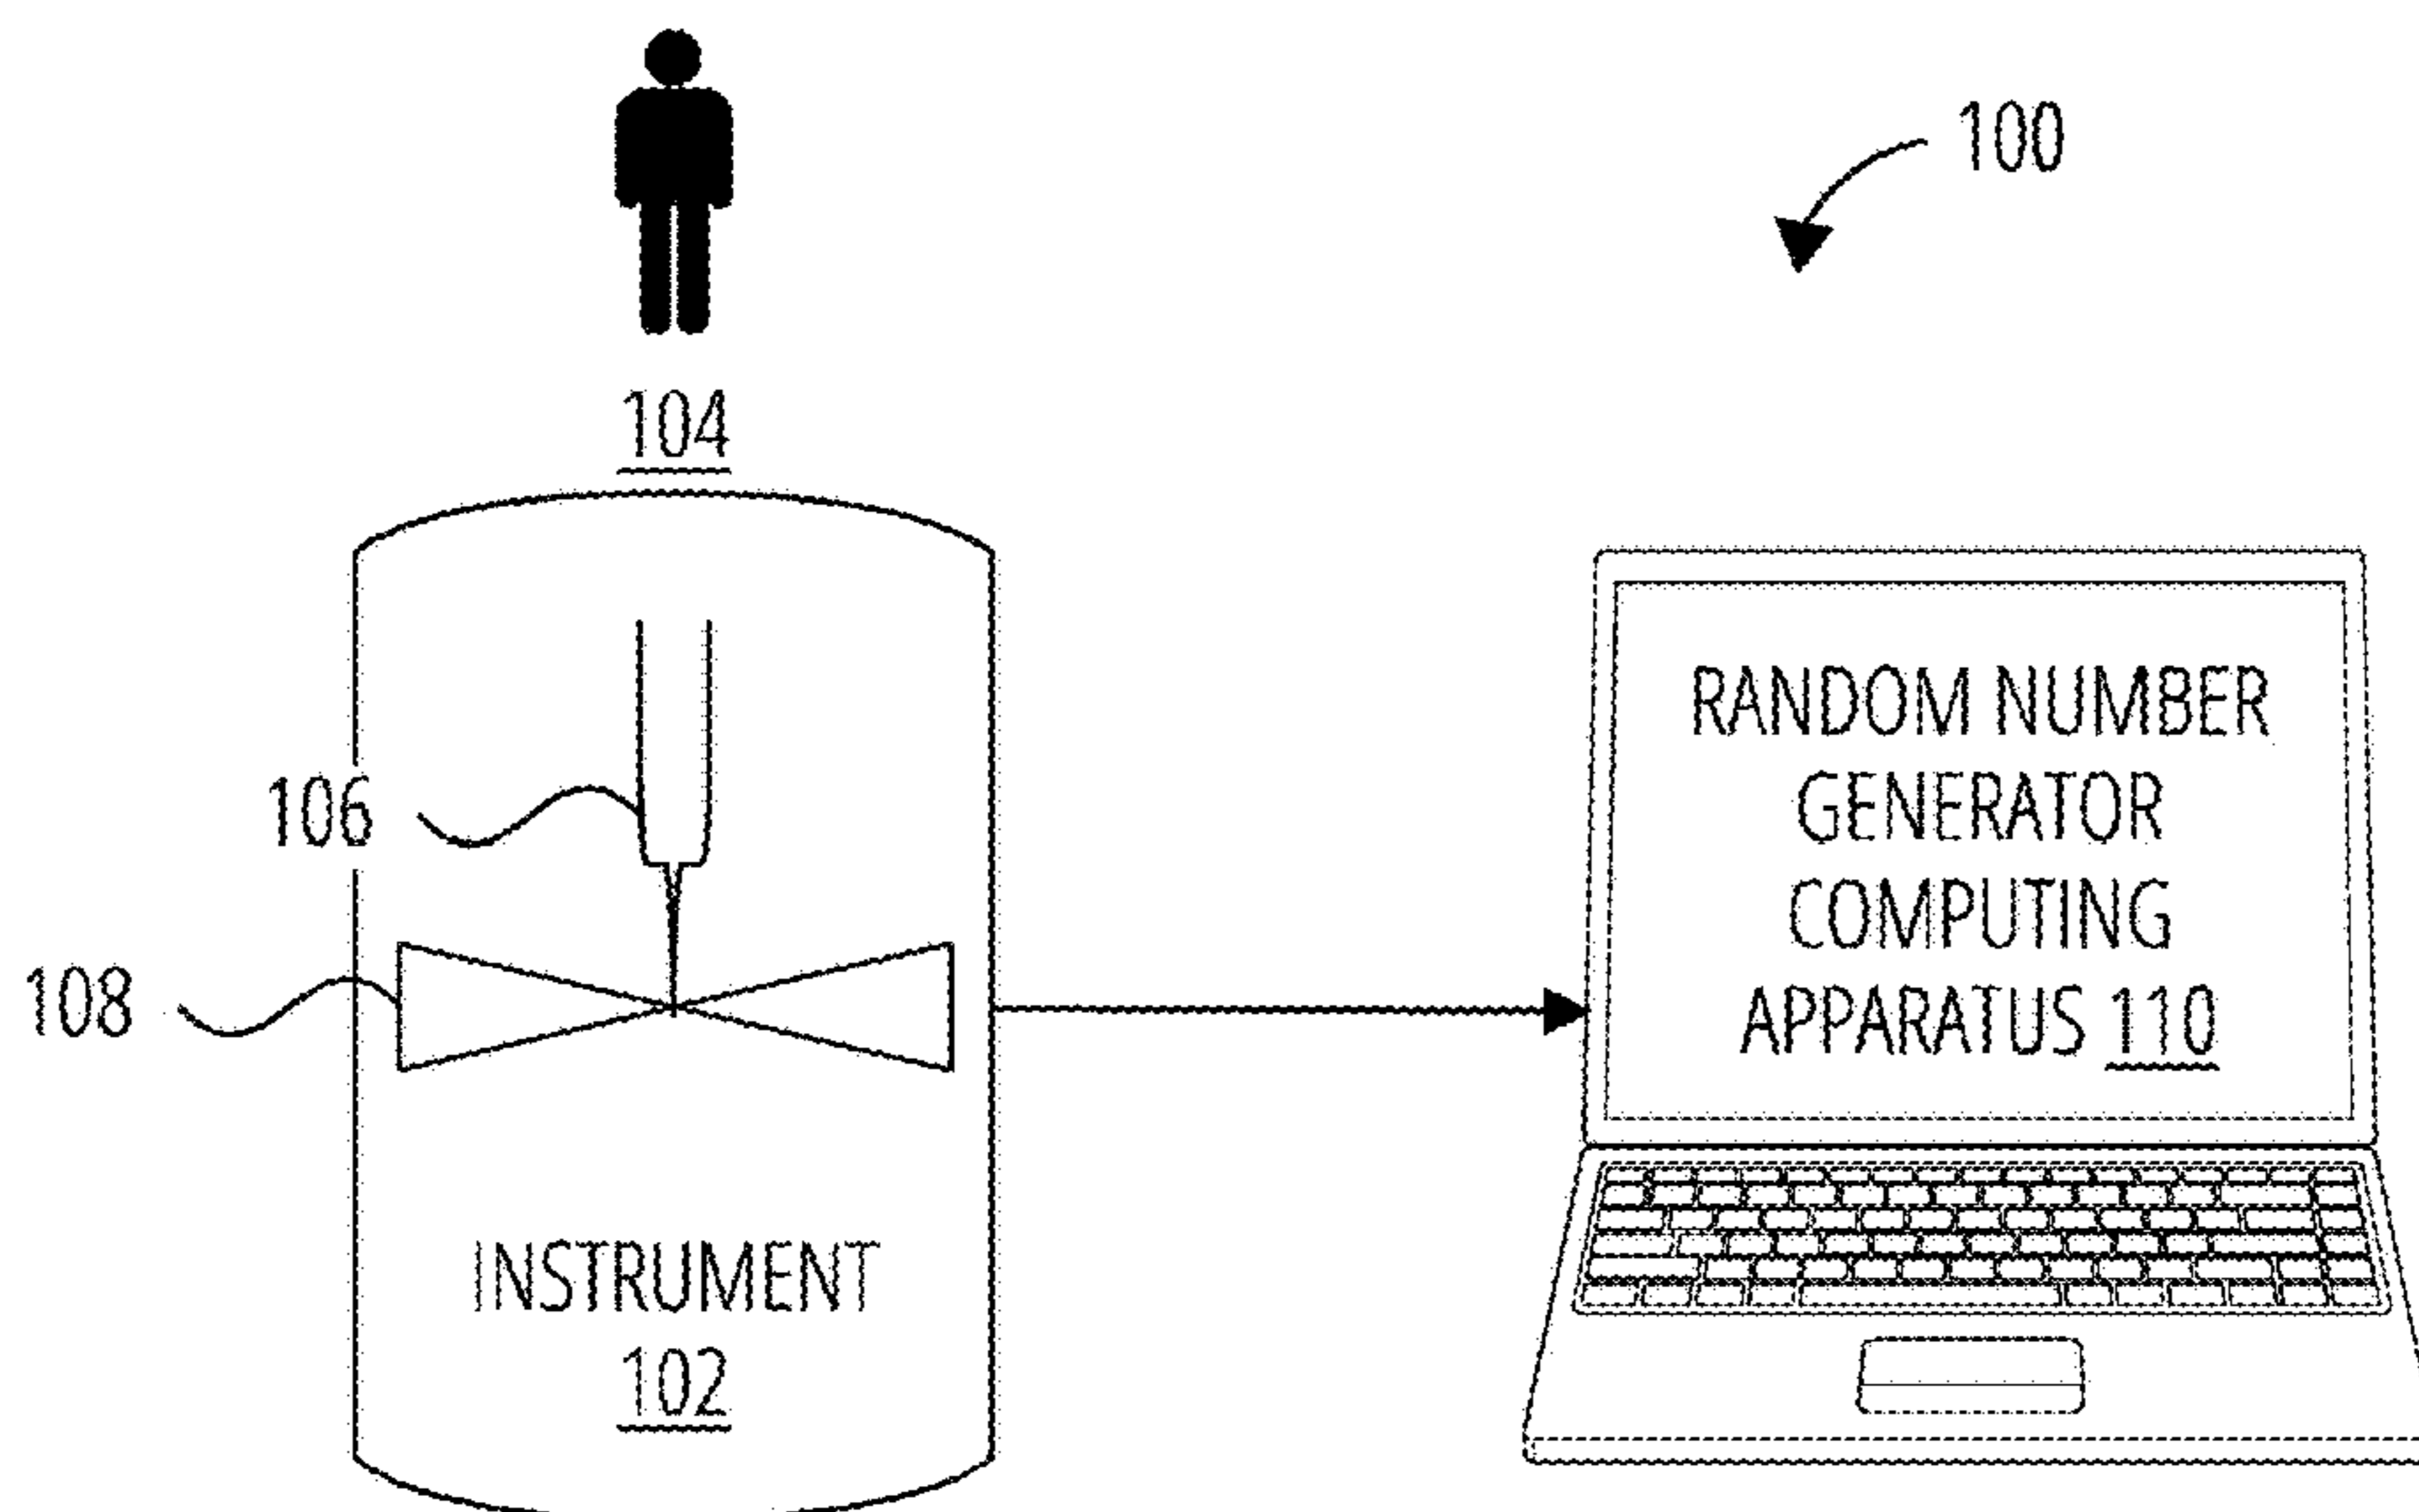 100
104
106
108
INSTRUMENT
102
RANDOM NUMBER
GENERATOR
COMPUTING
APPARATUS 110